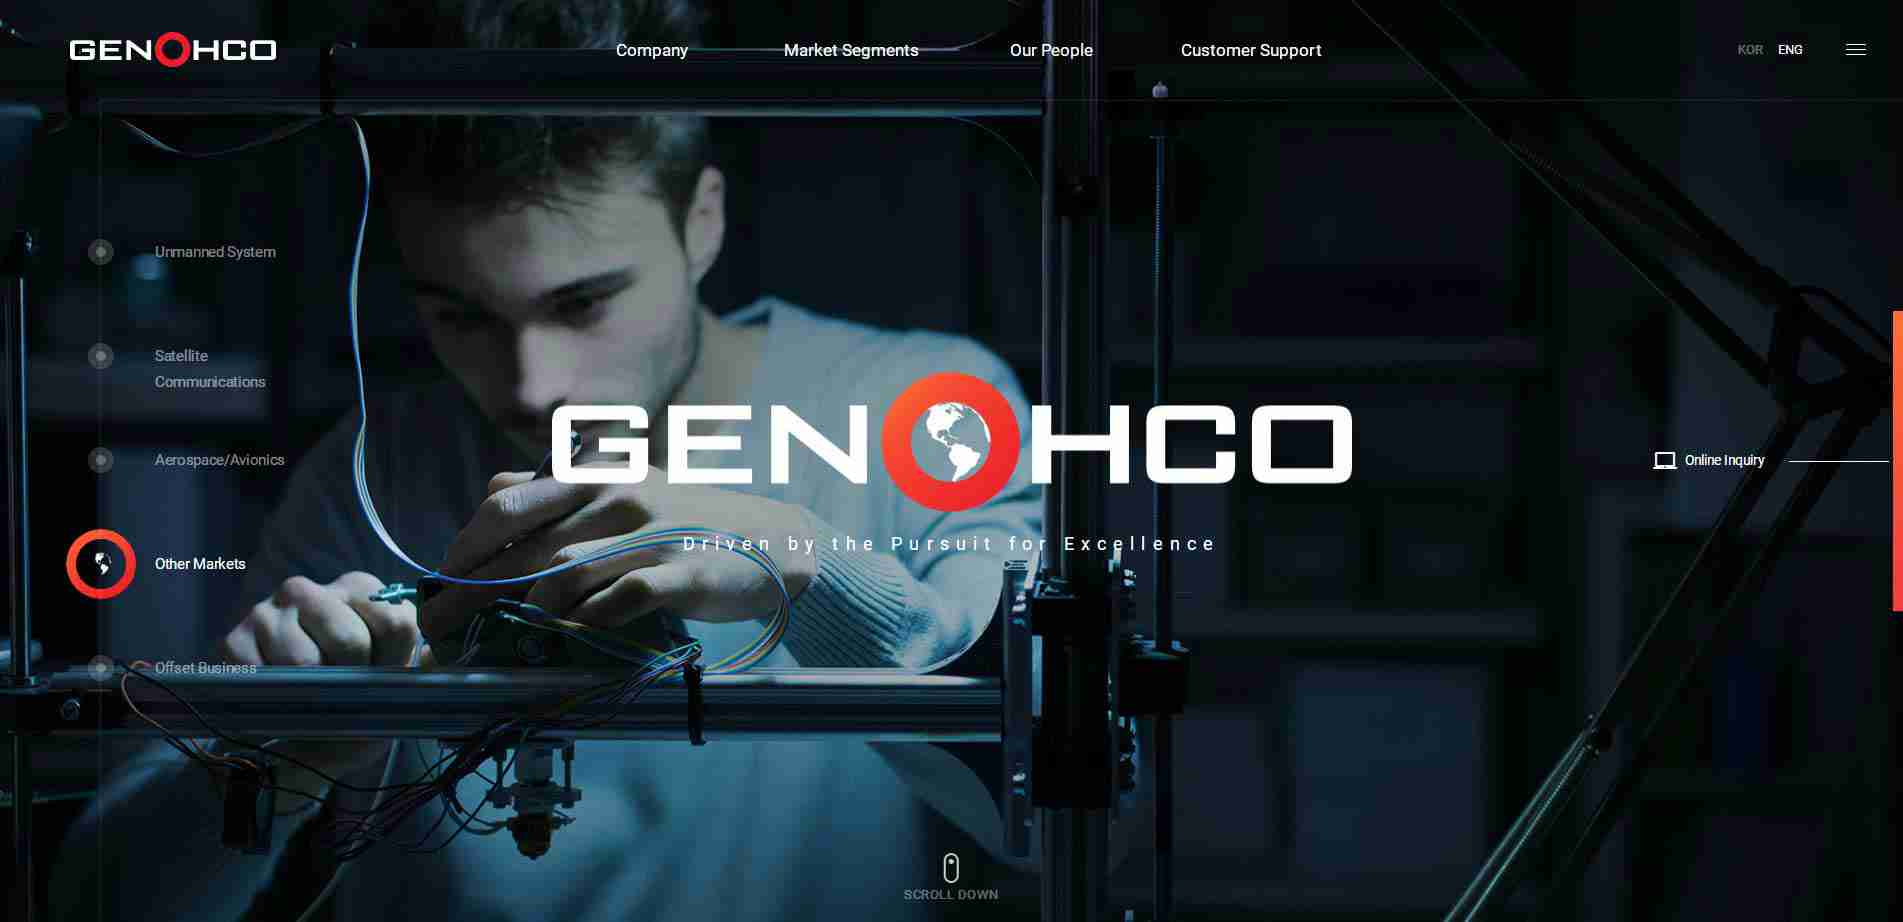 GENOHCO
Company
Market Segments
Our People
Customer Support
KOR
ENG
Unmanned System
Satellite
Communications
Aerospace/Avionics
Other Markets
Offset Business
GENOHCO
Driven by the Pursuit for Excellence
Online Inquiry
SCROLL DOWN